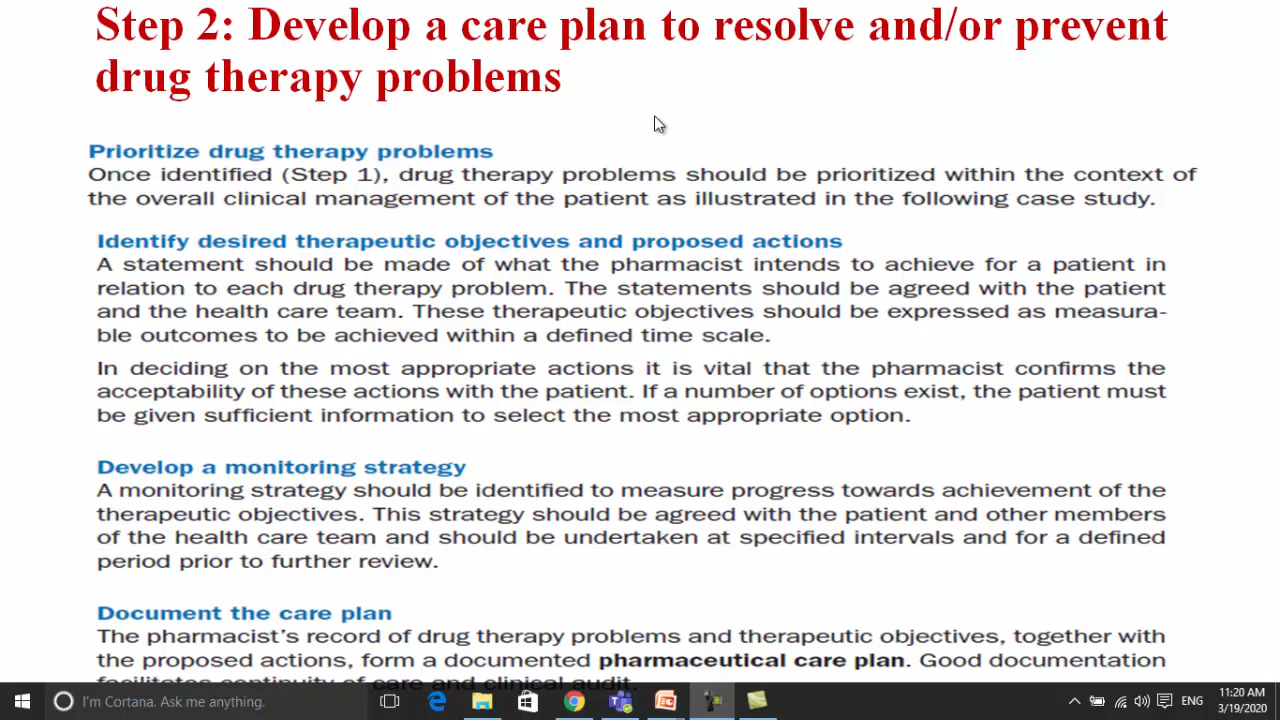 Step 2: Develop a care plan to resolve and/or prevent
drug therapy problems
Prioritize drug therapy problems
Once identified (Step 1), drug therapy problems should be prioritized within the context of
the overall clinical management of the patient as illustrated in the following case study.
Identify desired therapeutic objectives and proposed actions
A statement should be made of what the pharmacist intends to achieve for a patient in
relation to each drug therapy problem. The statements should be agreed with the patient
and the health care team. These therapeutic objectives should be expressed as measura-
ble outcomes to be achieved within a defined time scale.
In deciding on the most appropriate actions it is vital that the pharmacist confirms the
acceptability of these actions with the patient. If a number of options exist, the patient must
be given sufficient information to select the most appropriate option.
Develop a monitoring strategy
A monitoring strategy should be identified to measure progress towards achievement of the
therapeutic objectives. This strategy should be agreed with the patient and other members
of the health care team and should be undertaken at specified intervals and for a defined
period prior to further review.
Document the care plan
The pharmacist's record of drug therapy problems and therapeutic objectives, together with
the proposed actions, form a documented pharmaceutical care plan. Good documentation
facilitates continuity of care and clinical audit.
I'm Cortana. Ask me anything.
ENG
11:20 AM
3/19/2020